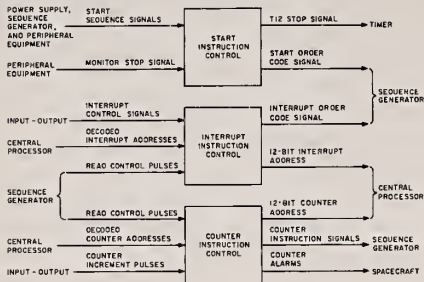 POWER SUPPLY,
SEQUENCE
GENERATOR,
AND PERIPHERAL
EQUIPMENT
START
SEQUENCE SIGNALS
START
INSTRUCTION
CONTROL
T12 STOP SIGNAL
TIMER
PERIPHERAL
EQUIPMENT
MONITOR STOP SIGNAL
START ORDER
CODE SIGNAL
SEQUENCE
GENERATOR
INPUT-OUTPUT
INTERRUPT
CONTROL SIGNALS
INTERRUPT
INSTRUCTION
CONTROL
INTERRUPT ORDER
CODE SIGNAL
CENTRAL
PROCESSOR
DECODED
INTERRUPT ADDRESSES
12-BIT INTERRUPT
ADDRESS
READ CONTROL PULSES
SEQUENCE
GENERATOR
CENTRAL
PROCESSOR
READ CONTROL PULSES
COUNTER
INSTRUCTION
CONTROL
12-BIT COUNTER
ADDRESS
CENTRAL
PROCESSOR
DECODED
COUNTER ADDRESSES
COUNTER
INSTRUCTION SIGNALS
SEQUENCE
GENERATOR
INPUT-OUTPUT
COUNTER
INCREMENT PULSES
COUNTER
ALARMS
SPACECRAFT